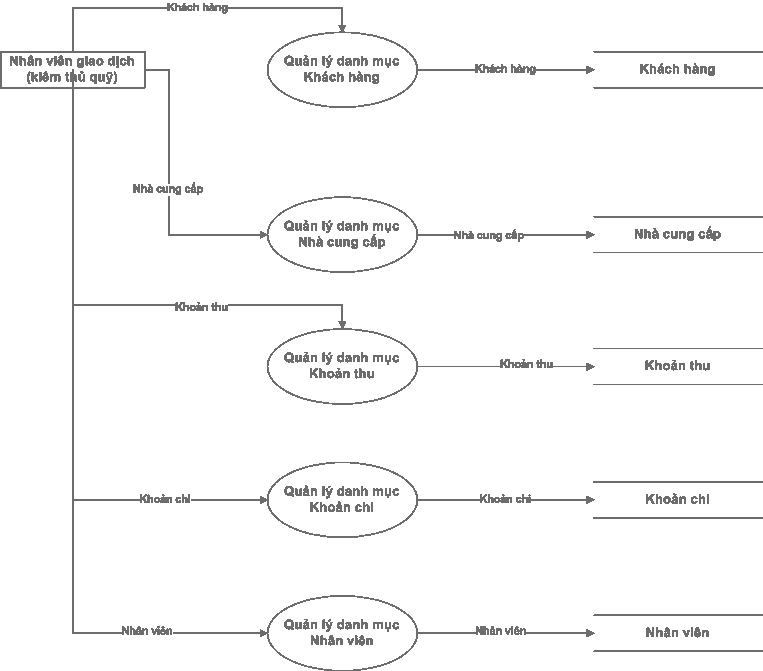 Khách hàng
Nhân viên giao dịch
(kiêm thủ quỹ)
Quản lý danh mục
Khách hàng
Khách hàng
Khách hàng
Nhà cung cấp
Quản lý danh mục
Nhà cung cấp
Nhà cung cấp
Nhà cung cấp
Khoản thu
Quản lý danh mục
Khoản thu
Khoản thu
Khoản thu
Khoản chi
Quản lý danh mục
Khoản chi
Khoản chi
Khoản chi
Nhân viên
Quản lý danh mục
Nhân viên
Nhân viên
Nhân viên